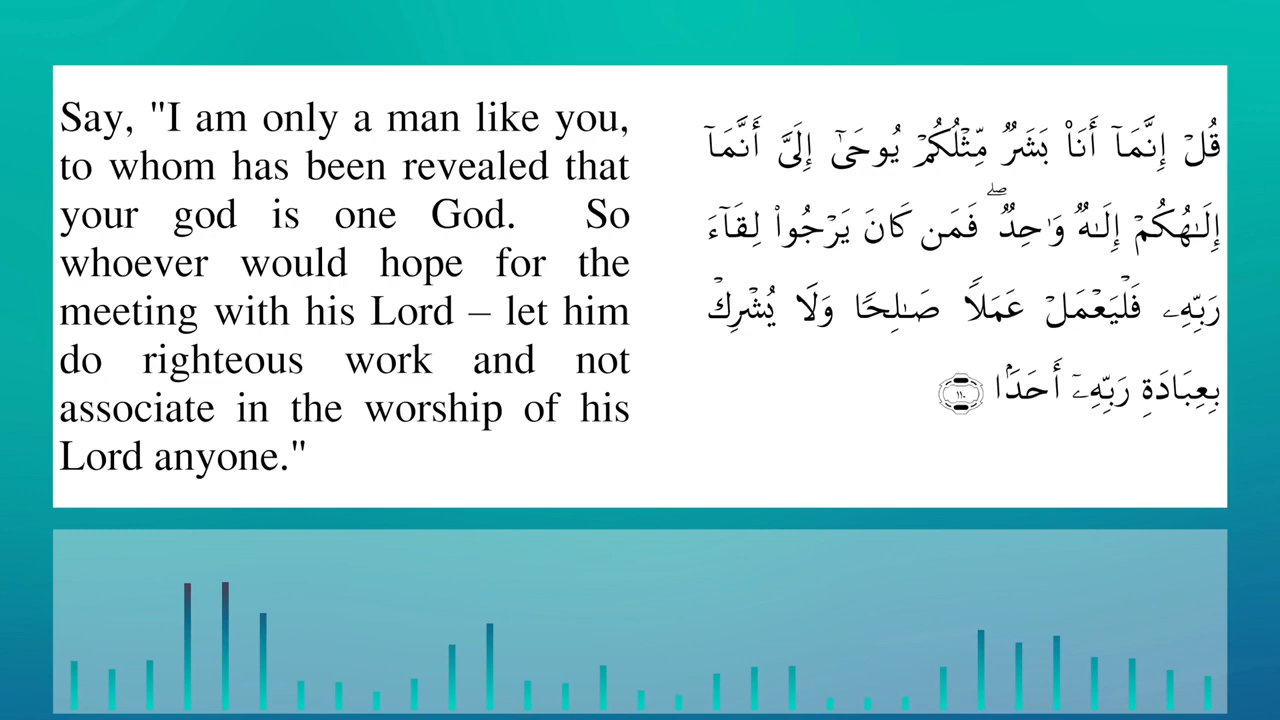 Say, "I am only a man like you,
to whom has been revealed that
your god is one God. So
whoever would hope for the
meeting with his Lord – let him
do righteous work and not
associate in the worship of his
Lord anyone."
قُلْ إِنَّمَآ أَنَا۠ بَشَرٌ مِّثْلُكُمْ يُوحَىٰٓ إِلَىَّ أَنَّمَآ
إِلَـٰهُكُمْ إِلَـٰهٌ وَٰحِدٌ ۖ فَمَن كَانَ يَرْجُوا۟ لِقَآءَ
رَبِّهِۦ فَلْيَعْمَلْ عَمَلًا صَـٰلِحًا وَلَا يُشْرِكْ
بِعِبَادَةِ رَبِّهِۦٓ أَحَدًۢا ١١٠